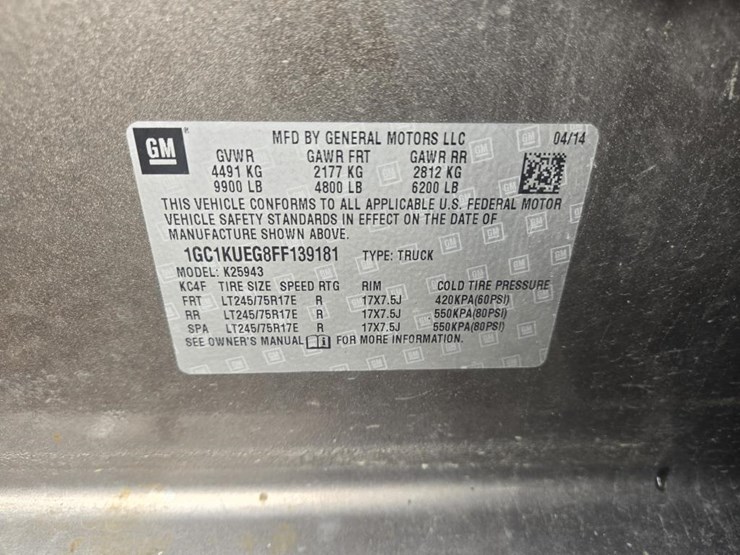 GM ®
MFD BY GENERAL MOTORS LLC 04/14
GVWR GAWR FRT GAWR RR
4491 KG 2177 KG 2812 KG
9900 LB 4800 LB 6200 LB
THIS VEHICLE CONFORMS TO ALL APPLICABLE U.S. FEDERAL MOTOR
VEHICLE SAFETY STANDARDS IN EFFECT ON THE DATE OF
MANUFACTURE SHOWN ABOVE.
1GC1KUEG8FF139181 TYPE: TRUCK
MODEL: K25943
KC4F TIRE SIZE SPEED RTG RIM COLD TIRE PRESSURE
FRT LT245/75R17E R 17X7.5J 420KPA(60PSI)
RR LT245/75R17E R 17X7.5J 550KPA(80PSI)
SPA LT245/75R17E R 17X7.5J 550KPA(80PSI)
SEE OWNER'S MANUAL i FOR MORE INFORMATION.